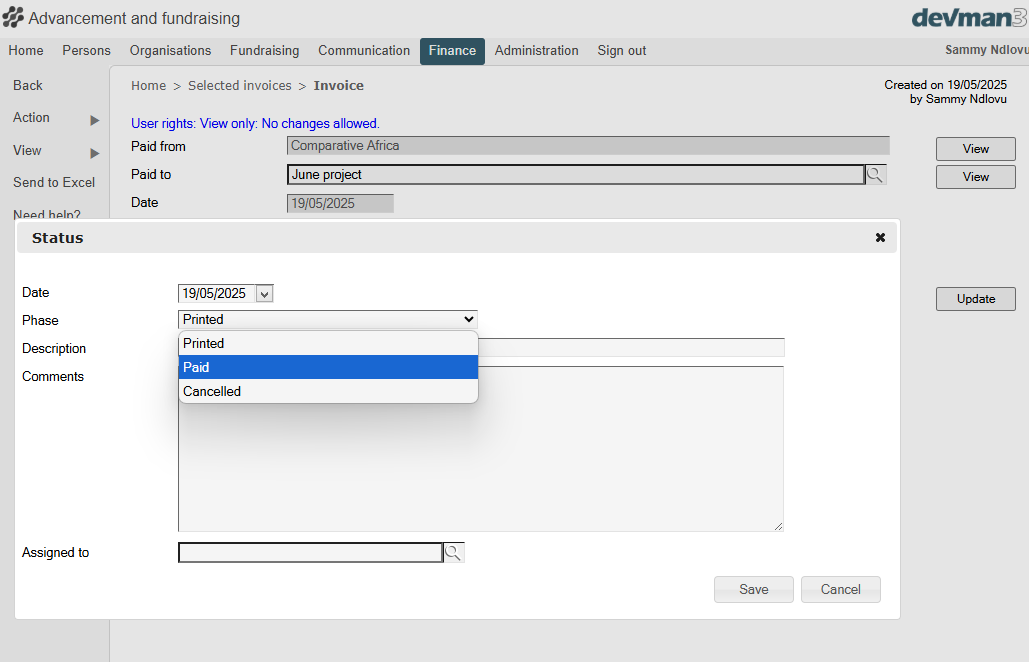 Advancement and fundraising
devman3
Home Persons Organisations Fundraising Communication Finance Administration Sign out Sammy Ndlovu
Back
Action
View
Send to Excel
Need help?
Home > Selected invoices > Invoice
Created on 19/05/2025
by Sammy Ndlovu
User rights: View only: No changes allowed.
Paid from Comparative Africa View
Paid to June project View
Date 19/05/2025
Update
Status
Date 19/05/2025
Phase Printed
Printed
Paid
Cancelled
Description
Comments
Assigned to
Save Cancel